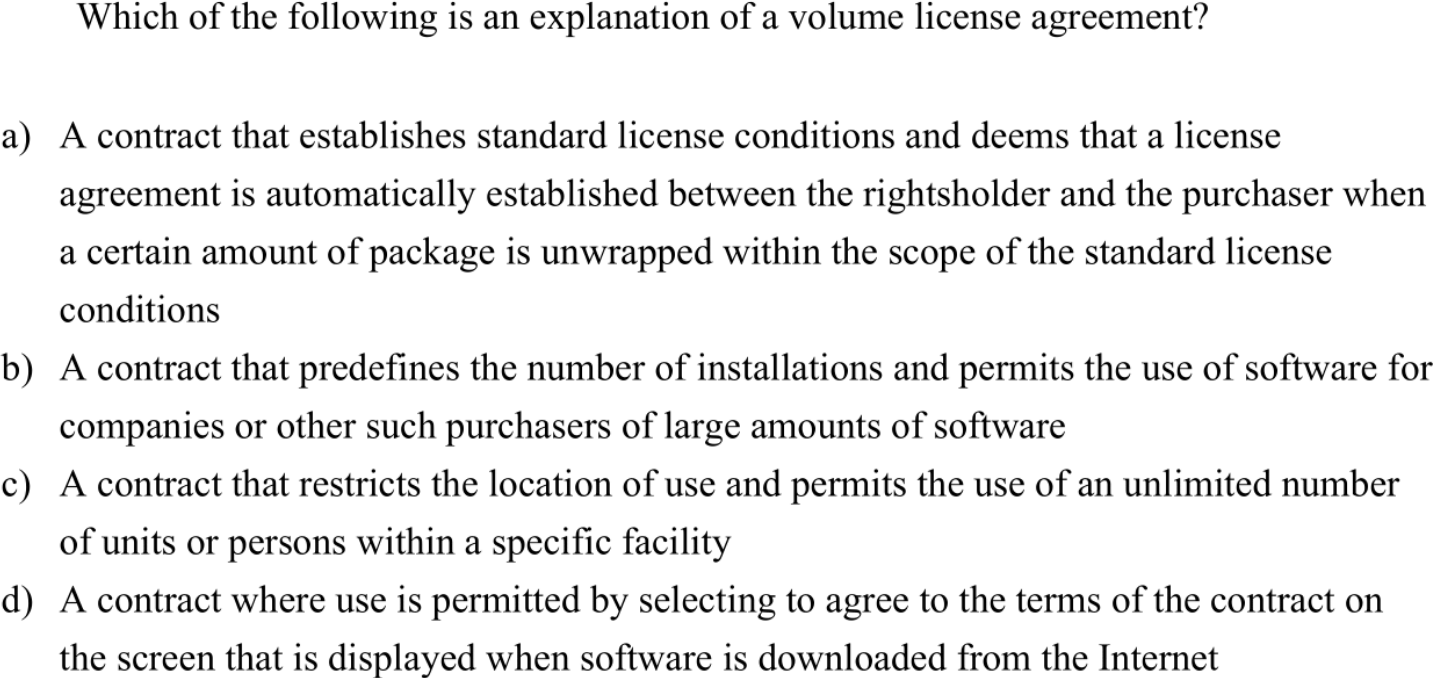 Which of the following is an explanation of a volume license agreement?
a) A contract that establishes standard license conditions and deems that a license
agreement is automatically established between the rightsholder and the purchaser when
a certain amount of package is unwrapped within the scope of the standard license
conditions
b) A contract that predefines the number of installations and permits the use of software for
companies or other such purchasers of large amounts of software
c) A contract that restricts the location of use and permits the use of an unlimited number
of units or persons within a specific facility
d) A contract where use is permitted by selecting to agree to the terms of the contract on
the screen that is displayed when software is downloaded from the Internet